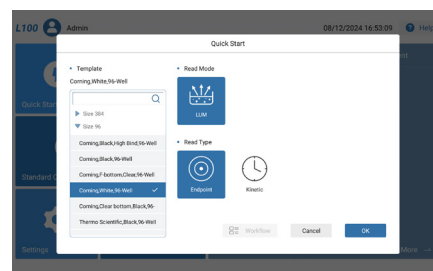 L100 Admin 08/12/2024 16:53:09 Help
Quick Start
Template
Corning,White,96-Well
Size 384
Size 96
Corning,Black,High Bind,96-Well
Corning,Black,96-Well
Corning,F-bottom,Clear,96-Well
Corning,White,96-Well
Corning,Clear bottom,Black,96-
Thermo Scientific,Black,96-Well
Read Mode
LUM
Read Type
Endpoint
Kinetic
Workflow
Cancel
OK
Quick Star
Standard C
Settings
More →